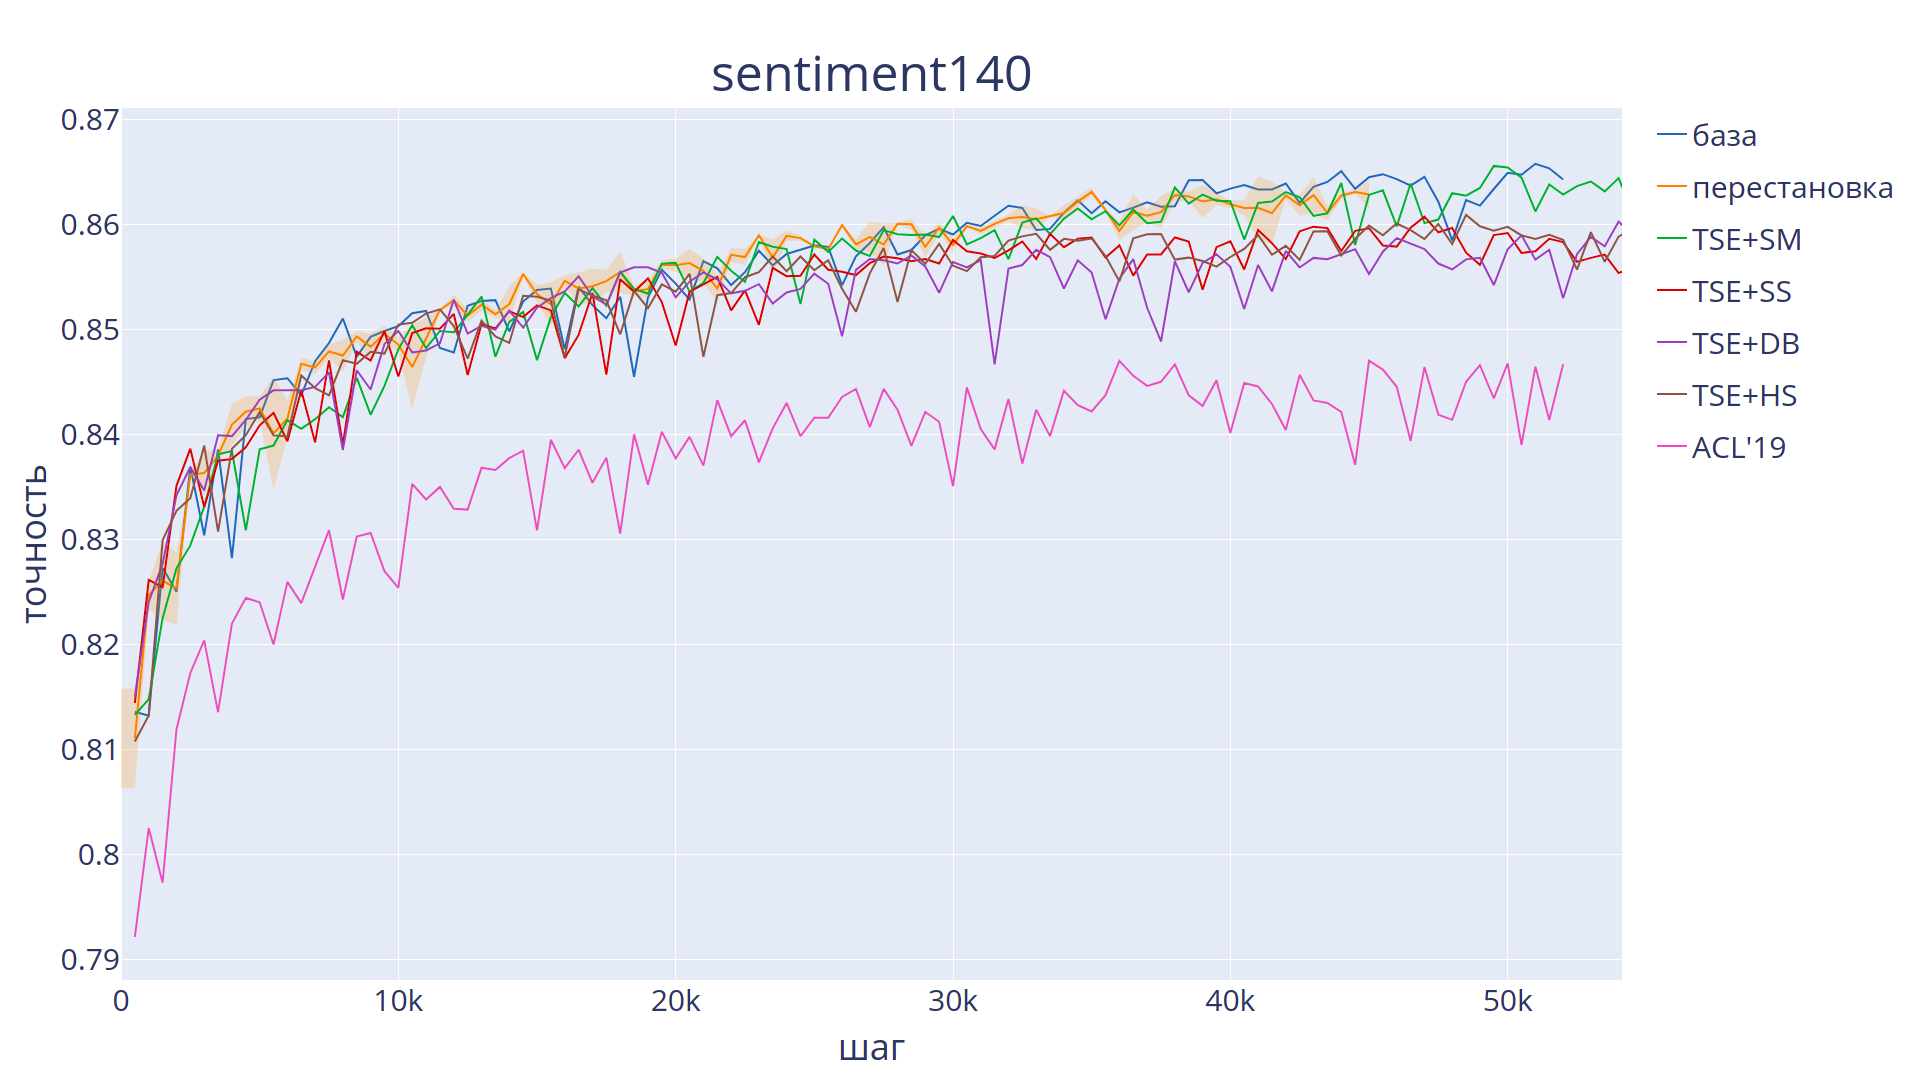 sentiment140
0.87
0.86
0.85
0.84
0.83
0.82
0.81
0.8
0.79
точность
0 10k 20k 30k 40k 50k
шаг
база
перестановка
TSE+SM
TSE+SS
TSE+DB
TSE+HS
ACL'19